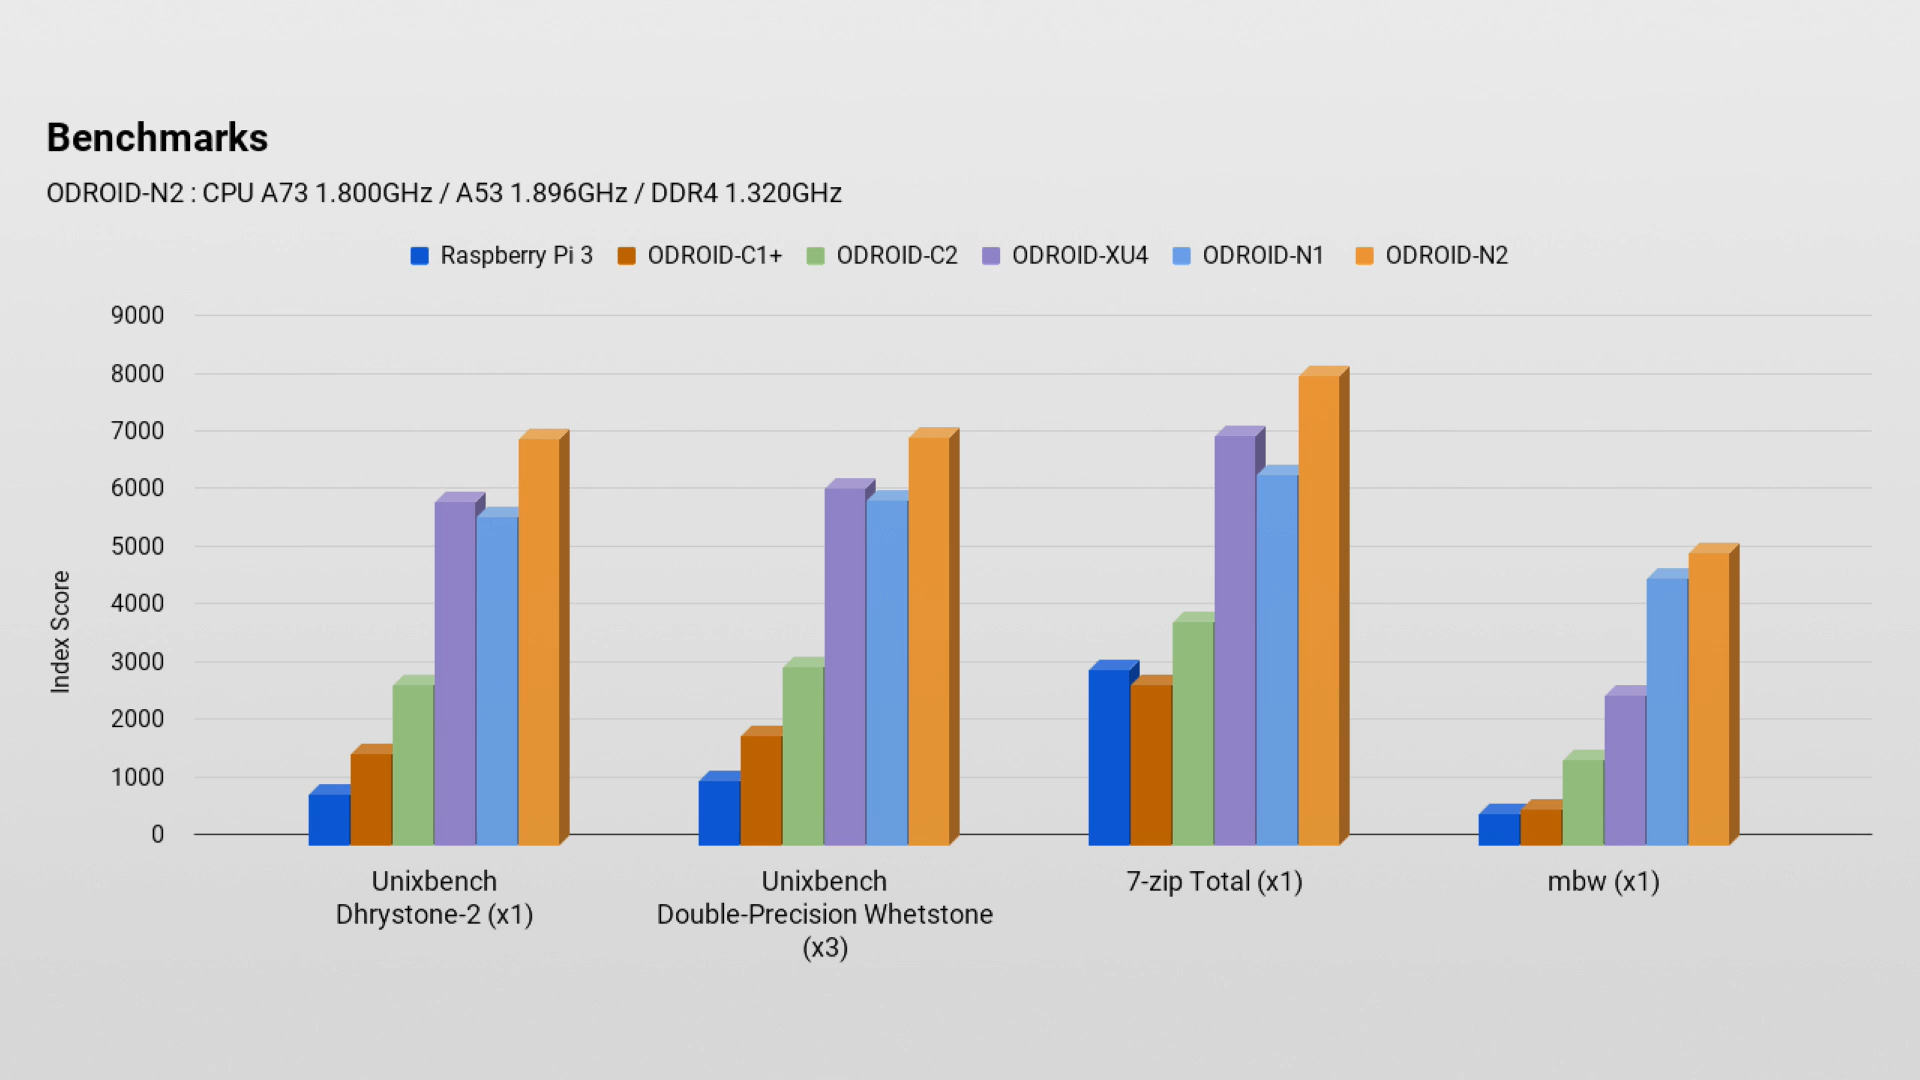 Benchmarks
ODROID-N2 : CPU A73 1.800GHz / A53 1.896GHz / DDR4 1.320GHz
Raspberry Pi 3 ODROID-C1+ ODROID-C2 ODROID-XU4 ODROID-N1 ODROID-N2
9000
8000
7000
6000
5000
4000
3000
2000
1000
0
Index Score
Unixbench
Dhrystone-2 (x1)
Unixbench
Double-Precision Whetstone
(x3)
7-zip Total (x1)
mbw (x1)